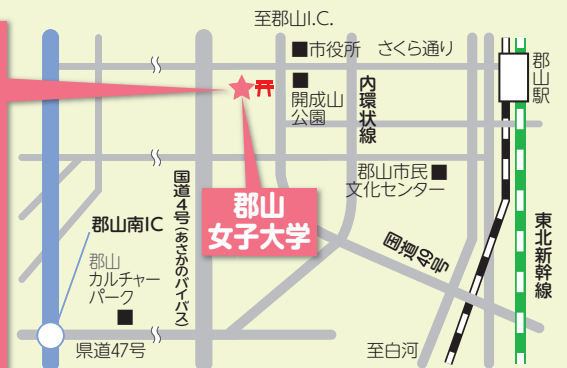 至郡山I.C.
■市役所
さくら通り
■
開成山
公園
内環状線
郡山駅
郡山市民■
文化センター
国道4号(あさかのバイパス)
郡山
女子大学
郡山南IC
郡山
カルチャー
パーク
■
国道49号
東北新幹線
県道47号
至白河